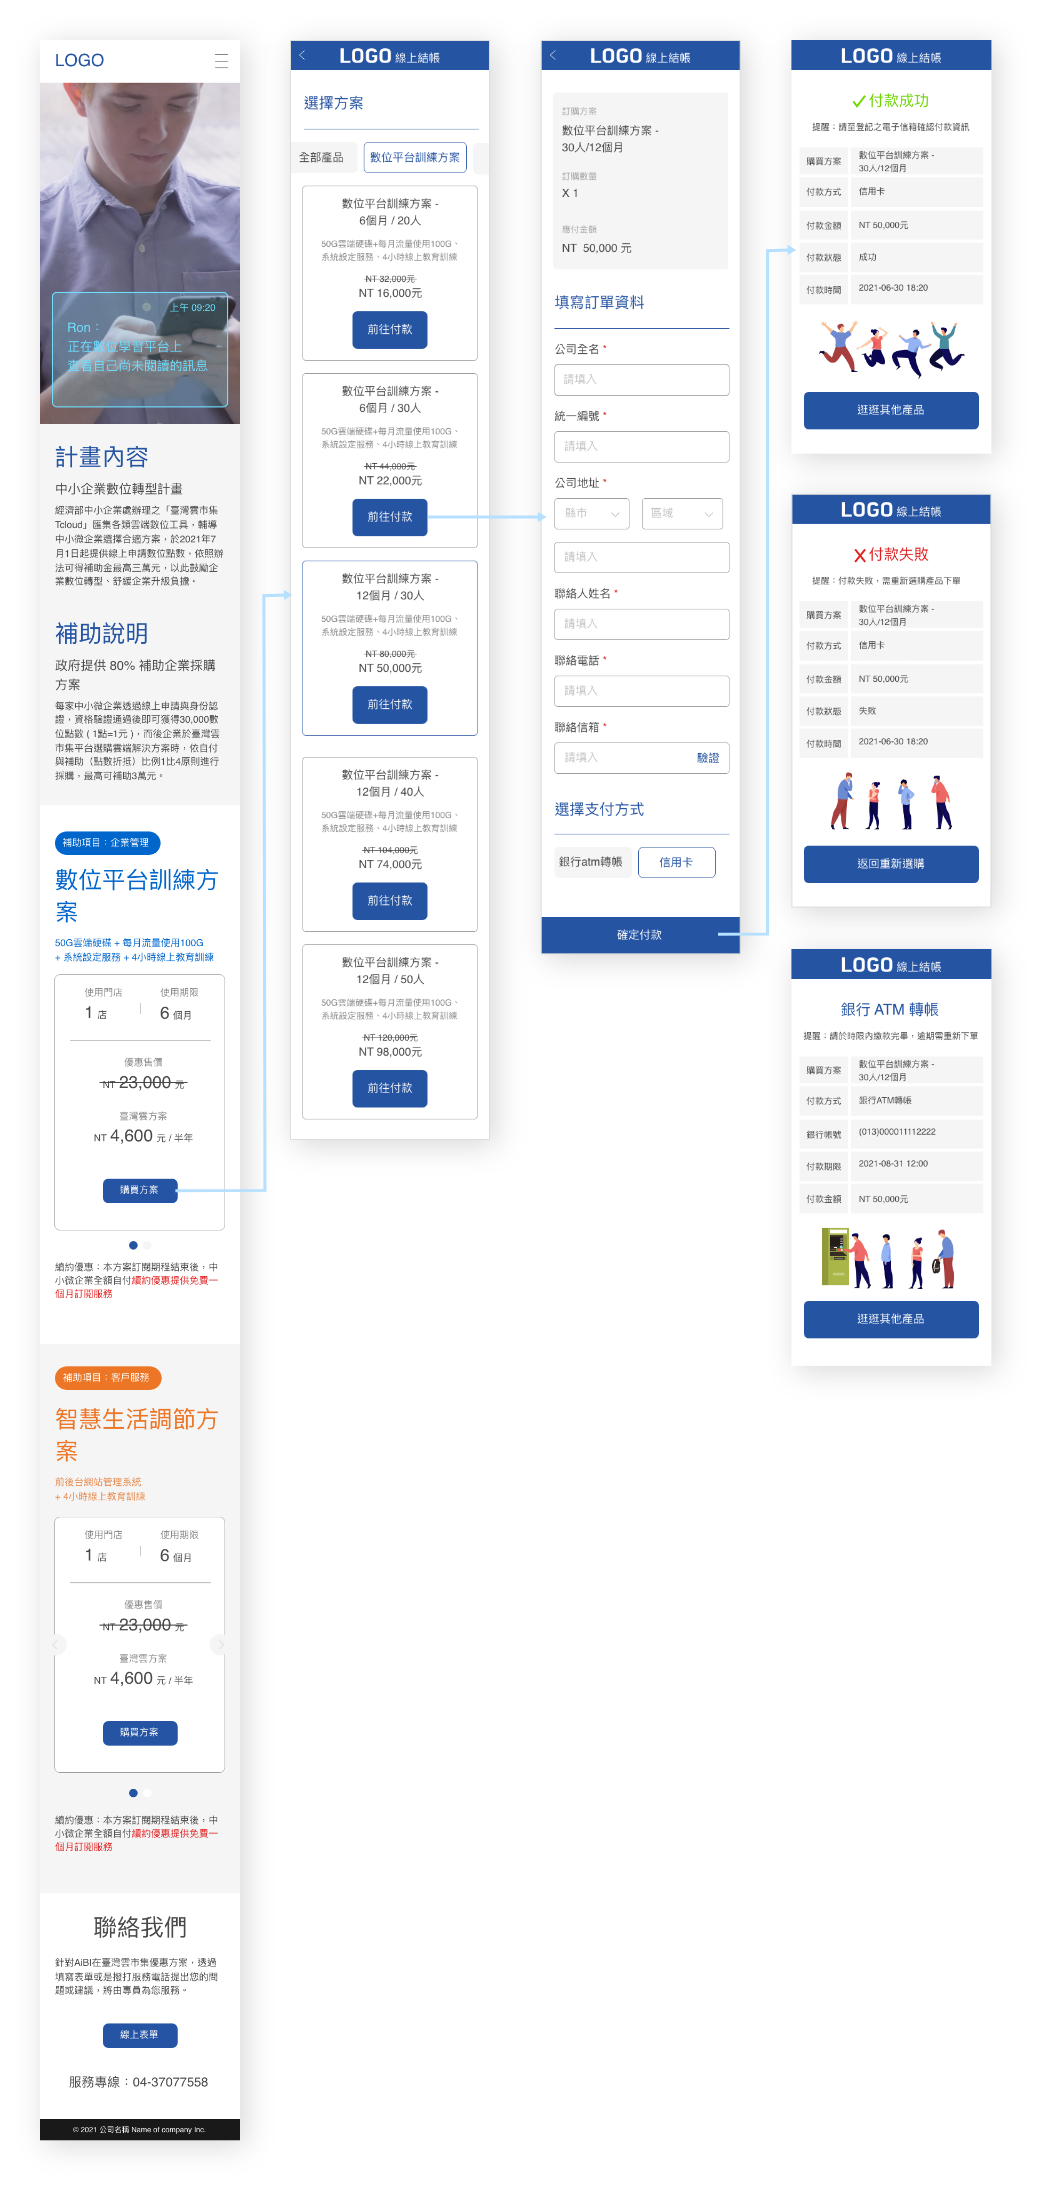 LOGO
上午 09:20
Ron：
正在數位學習平台上
查看自己尚未閱讀的訊息
計畫內容
中小企業數位轉型計畫
經濟部中小企業處辦理之「臺灣雲市集
Tcloud」匯集各類雲端數位工具，輔導
中小微企業選擇合適方案，於2021年7
月1日起提供線上申請數位點數，依照辦
法可得補助金最高三萬元，以此鼓勵企
業數位轉型、舒緩企業升級負擔。
補助說明
政府提供 80% 補助企業採購
方案
每家中小微企業透過線上申請與身份認
證，資格驗證通過後即可獲得30,000數
位點數 ( 1點=1元 )，而後企業於臺灣雲
市集平台選購雲端解決方案時，依自付
與補助（點數折抵）比例1比4原則進行
採購，最高可補助3萬元。
補助項目：企業管理
數位平台訓練方
案
50G雲端硬碟 + 每月流量使用100G
+ 系統設定服務 + 4小時線上教育訓練
使用門店 使用期限
1 店 6 個月
優惠售價
NT 23,000 元
臺灣雲方案
NT 4,600 元 / 半年
購買方案
續約優惠：本方案訂閱期程結束後，中
小微企業全額自付續約優惠提供免費一
個月訂閱服務
補助項目：客戶服務
智慧生活調節方
案
前後台網站管理系統
+ 4小時線上教育訓練
使用門店 使用期限
1 店 6 個月
優惠售價
NT 23,000 元
臺灣雲方案
NT 4,600 元 / 半年
購買方案
續約優惠：本方案訂閱期程結束後，中
小微企業全額自付續約優惠提供免費一
個月訂閱服務
聯絡我們
針對AiBI在臺灣雲市集優惠方案，透過
填寫表單或是撥打服務電話提出您的問
題或建議，將由專員為您服務。
線上表單
服務專線：04-37077558
© 2021 公司名稱 Name of company Inc.
LOGO 線上結帳
選擇方案
全部產品 數位平台訓練方案
數位平台訓練方案 -
6個月 / 20人
50G雲端硬碟+每月流量使用100G、
系統設定服務、4小時線上教育訓練
NT 32,000元
NT 16,000元
前往付款
數位平台訓練方案 -
6個月 / 30人
50G雲端硬碟+每月流量使用100G、
系統設定服務、4小時線上教育訓練
NT 44,000元
NT 22,000元
前往付款
數位平台訓練方案 -
12個月 / 30人
50G雲端硬碟+每月流量使用100G、
系統設定服務、4小時線上教育訓練
NT 80,000元
NT 50,000元
前往付款
數位平台訓練方案 -
12個月 / 40人
50G雲端硬碟+每月流量使用100G、
系統設定服務、4小時線上教育訓練
NT 104,000元
NT 74,000元
前往付款
數位平台訓練方案 -
12個月 / 50人
50G雲端硬碟+每月流量使用100G、
系統設定服務、4小時線上教育訓練
NT 120,000元
NT 98,000元
前往付款
LOGO 線上結帳
訂購方案
數位平台訓練方案 -
30人/12個月
訂購數量
X 1
應付金額
NT 50,000 元
填寫訂單資料
公司全名 *
請填入
統一編號 *
請填入
公司地址 *
縣市 區域
請填入
聯絡人姓名 *
請填入
聯絡電話 *
請填入
聯絡信箱 *
請填入 驗證
選擇支付方式
銀行atm轉帳 信用卡
確定付款
LOGO 線上結帳
付款成功
提醒：請至登記之電子信箱確認付款資訊
購買方案 數位平台訓練方案 -
30人/12個月
付款方式 信用卡
付款金額 NT 50,000元
付款狀態 成功
付款時間 2021-06-30 18:20
逛逛其他產品
LOGO 線上結帳
付款失敗
提醒：付款失敗，需重新選購產品下單
購買方案 數位平台訓練方案 -
30人/12個月
付款方式 信用卡
付款金額 NT 50,000元
付款狀態 失敗
付款時間 2021-06-30 18:20
返回重新選購
LOGO 線上結帳
銀行 ATM 轉帳
提醒：請於時限內繳款完畢，逾期需重新下單
購買方案 數位平台訓練方案 -
30人/12個月
付款方式 銀行ATM轉帳
銀行帳號 (013)000011112222
付款期限 2021-08-31 12:00
付款金額 NT 50,000元
逛逛其他產品